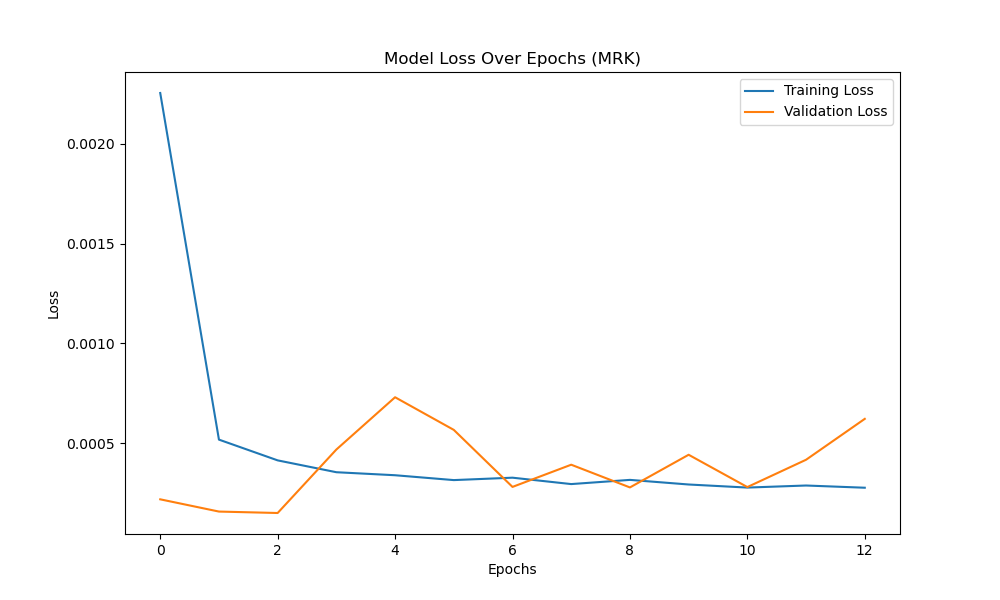 Model Loss Over Epochs (MRK)
Training Loss
Validation Loss
0.0020
0.0015
0.0010
0.0005
Loss
0 2 4 6 8 10 12
Epochs